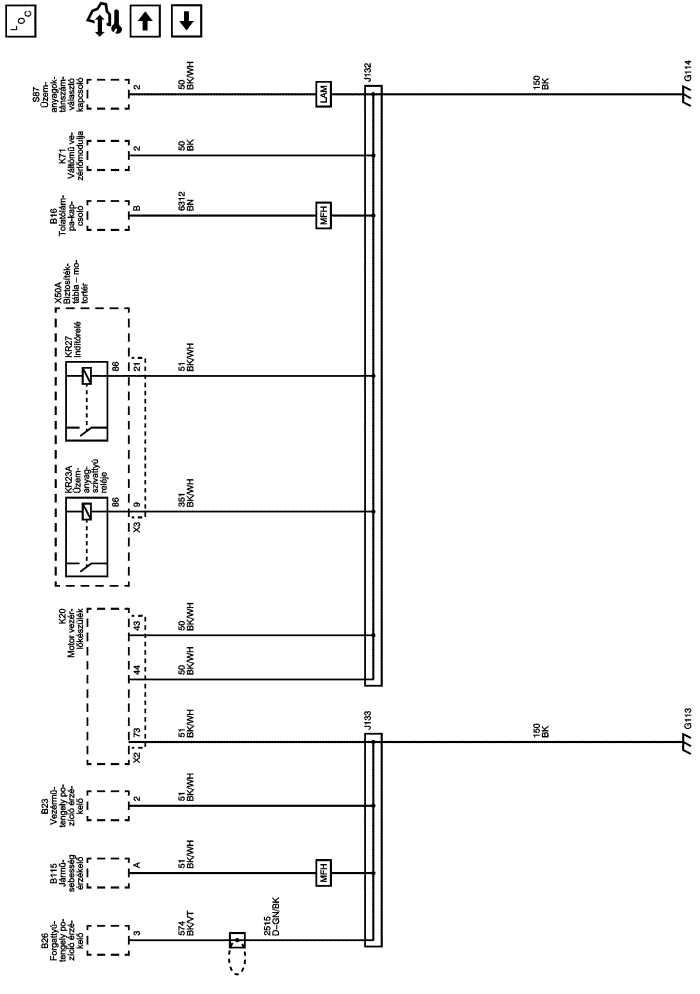 LOC
S87
Üzem-
anyagok-
tánszám-
választó
kapcsoló
2
50
BK/WH
LAM
J132
150
BK
G114
K71
Váltómű ve-
zérlőmodulja
2
50
BK
B16
Tolatólám-
pa-kap-
csoló
B
6312
BN
MFH
X50A
Biztosíték-
tábla – mo-
tortér
KR27
Indítórelé
86
21
51
BK/WH
KR23A
Üzem-
anyag-
szivattyú
reléje
86
9
X3
351
BK/WH
K20
Motor vezér-
lőkészülék
43
50
BK/WH
44
50
BK/WH
73
X2
51
BK/WH
J133
150
BK
G113
B23
Vezérmű-
tengely po-
zíció érzé-
kelő
2
51
BK/WH
B115
Jármű-
sebesség
érzékelő
A
51
BK/WH
MFH
B26
Forgattyú-
tengely po-
zíció érzé-
kelő
3
574
BK/VT
2515
D–GN/BK